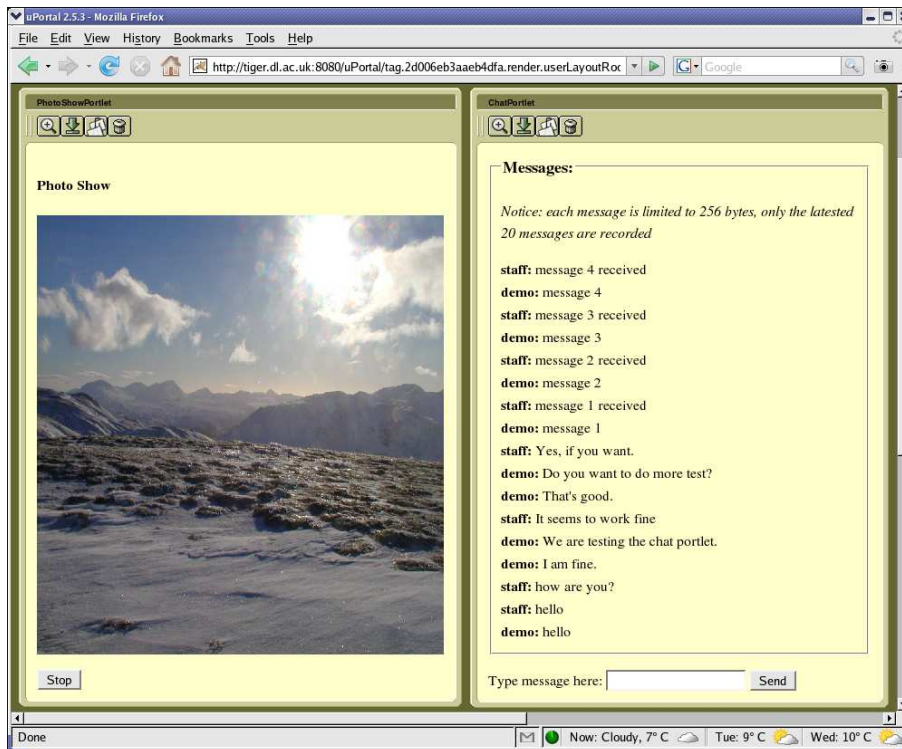 uPortal 2.5.3 - Mozilla Firefox
File Edit View History Bookmarks Tools Help
http://tiger.dl.ac.uk:8080/uPortal/tag.2d006eb3aaeb4dfa.render.userLayoutRoc
G Google
PhotoShowPortlet
Photo Show
Stop
ChatPortlet
Messages:
Notice: each message is limited to 256 bytes, only the latested
20 messages are recorded
staff: message 4 received
demo: message 4
staff: message 3 received
demo: message 3
staff: message 2 received
demo: message 2
staff: message 1 received
demo: message 1
staff: Yes, if you want.
demo: Do you want to do more test?
demo: That's good.
staff: It seems to work fine
demo: We are testing the chat portlet.
demo: I am fine.
staff: how are you?
staff: hello
demo: hello
Type message here: Send
Done Now: Cloudy, 7° C Tue: 9° C Wed: 10° C